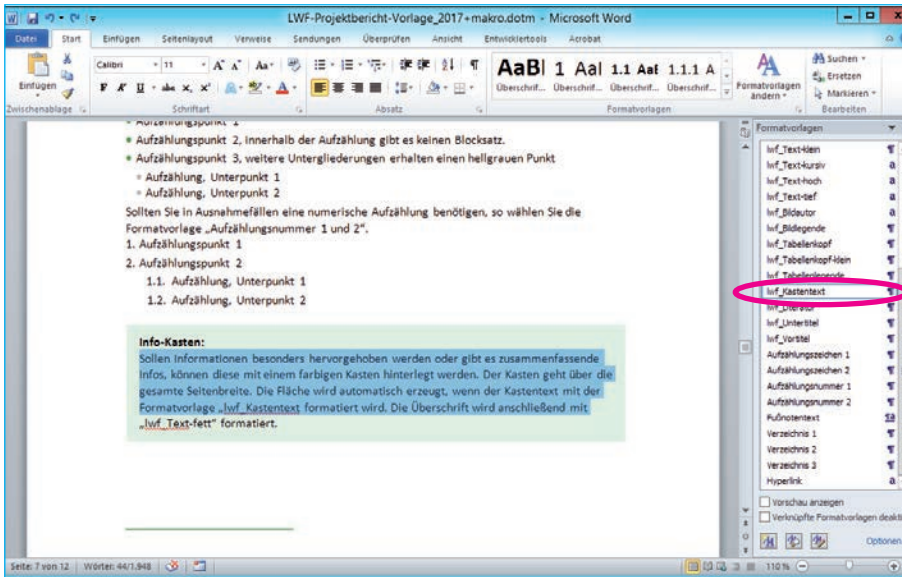 LWF-Projektbericht-Vorlage_2017+makro.dotm - Microsoft Word
Datei Start Einfügen Seitenlayout Verweise Sendungen Überprüfen Ansicht Entwicklertools Acrobat
Einfügen
Calibri 11
F K U abc x, x²
AaBl 1 Aal 1.1 Aal 1.1.1 A
Überschrif... Überschrif... Überschrif... Überschrif...
Formatvorlagen ändern
Suchen
Ersetzen
Markieren
Zwischenablage Schriftart Absatz Formatvorlagen Bearbeiten
Aufzählungspunkt 1
Aufzählungspunkt 2, innerhalb der Aufzählung gibt es keinen Blocksatz.
Aufzählungspunkt 3, weitere Untergliederungen erhalten einen hellgrauen Punkt
Aufzählung, Unterpunkt 1
Aufzählung, Unterpunkt 2
Sollten Sie in Ausnahmefällen eine numerische Aufzählung benötigen, so wählen Sie die
Formatvorlage „Aufzählungsnummer 1 und 2“.
1. Aufzählungspunkt 1
2. Aufzählungspunkt 2
1.1. Aufzählung, Unterpunkt 1
1.2. Aufzählung, Unterpunkt 2
Info-Kasten:
Sollen Informationen besonders hervorgehoben werden oder gibt es zusammenfassende
Infos, können diese mit einem farbigen Kasten hinterlegt werden. Der Kasten geht über die
gesamte Seitenbreite. Die Fläche wird automatisch erzeugt, wenn der Kastentext mit der
Formatvorlage „lwf_Kastentext formatiert wird. Die Überschrift wird anschließend mit
„lwf_Text-fett“ formatiert.
Formatvorlagen
lwf_Text-klein
lwf_Text-kursiv
lwf_Text-hoch
lwf_Text-tief
lwf_Bildautor
lwf_Bildlegende
lwf_Tabellenkopf
lwf_Tabellenkopf-klein
lwf_Tabellenlegende
lwf_Kastentext
lwf_Literatur
lwf_Untertitel
lwf_Vortitel
Aufzählungszeichen 1
Aufzählungszeichen 2
Aufzählungsnummer 1
Aufzählungsnummer 2
Fußnotentext
Verzeichnis 1
Verzeichnis 2
Verzeichnis 3
Hyperlink
Vorschau anzeigen
Verknüpfte Formatvorlagen deakti
Optionen
Seite: 7 von 12 Wörter: 44/1.948 110 %